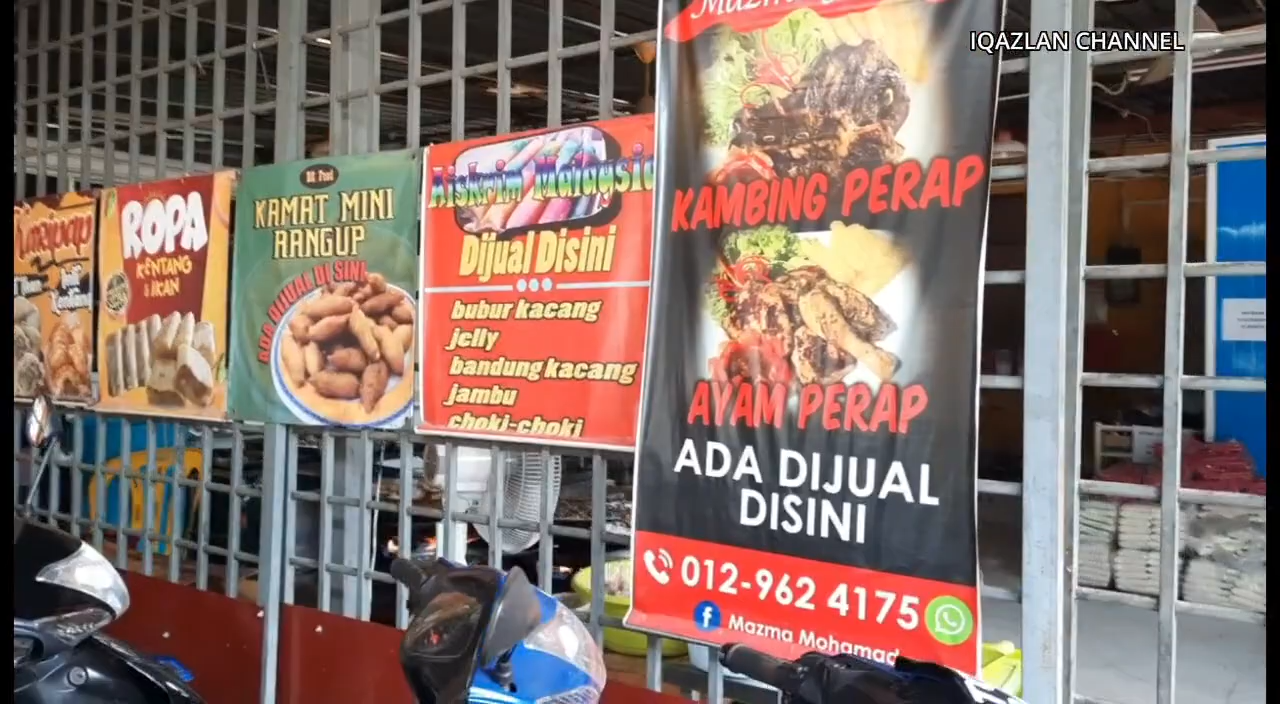 IQAZLAN CHANNEL
ROPA
KENTANG
& IKAN
KAMAT MINI
RANGUP
ADA DIJUAL DI SINI
Aiskrim Malaysia
Dijual Disini
bubur kacang
jelly
bandung kacang
jambu
choki-choki
KAMBING PERAP
AYAM PERAP
ADA DIJUAL
DISINI
012-962 4175
Mazma Mohamad